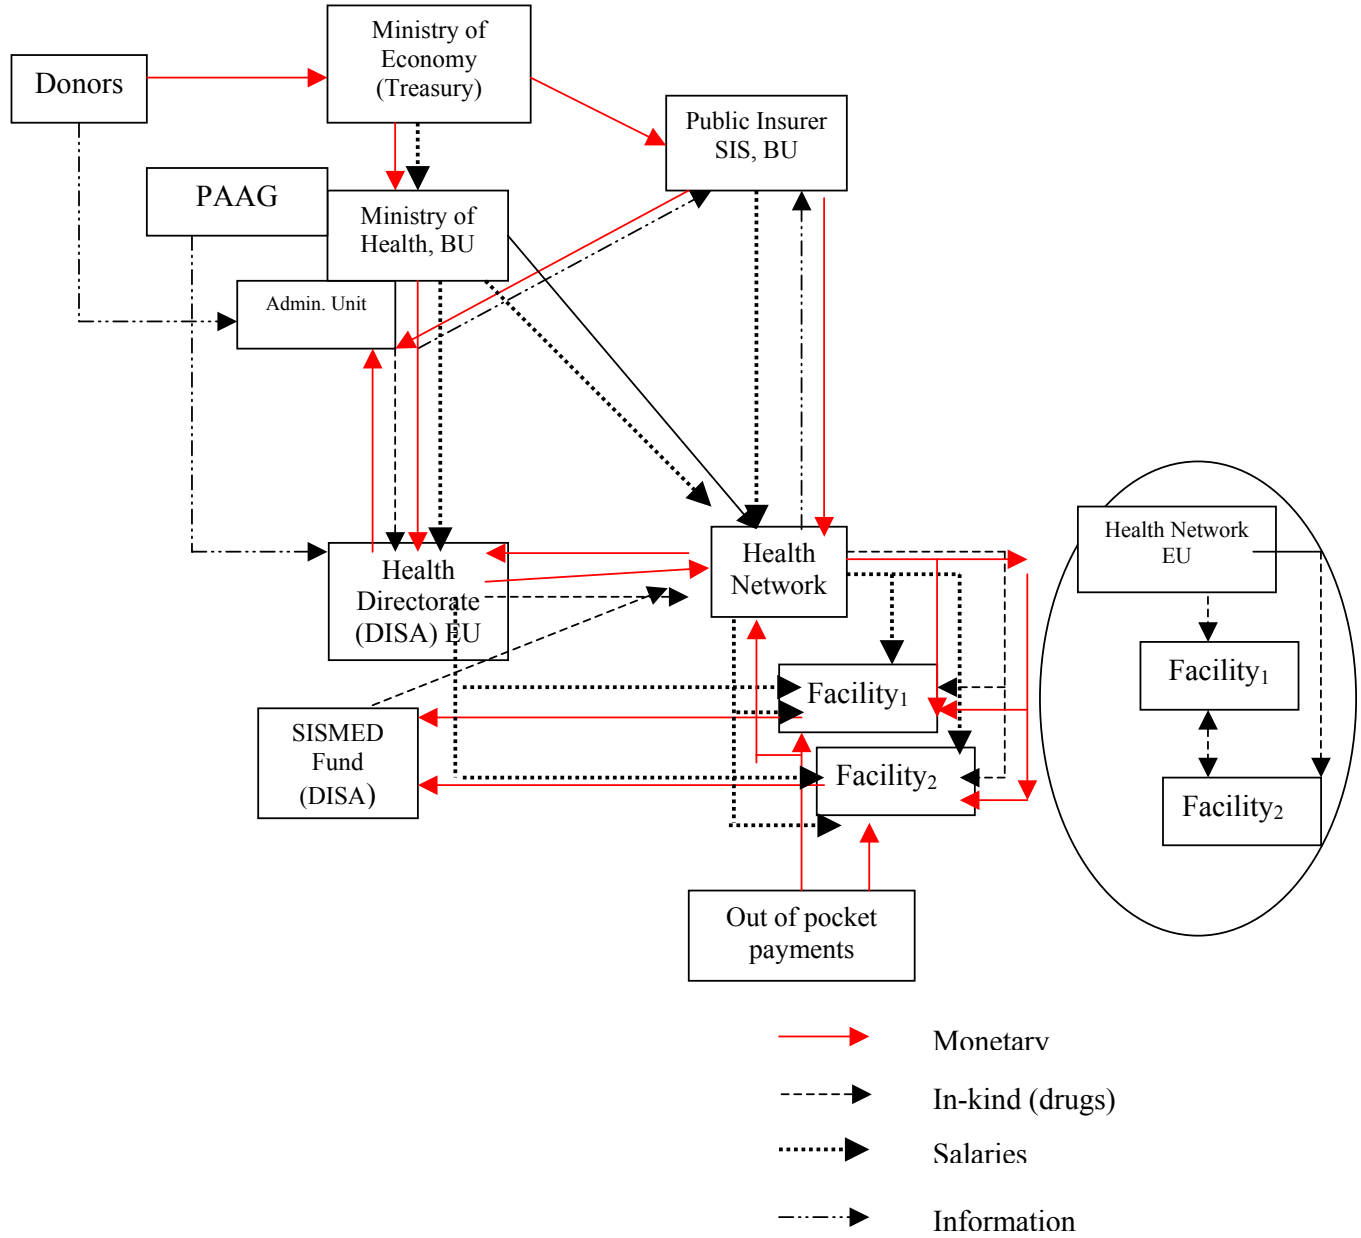 Ministry of
Economy
(Treasury)
Donors
Public Insurer
SIS, BU
PAAG
Ministry of
Health, BU
Admin. Unit
Health
Directorate
(DISA) EU
Health
Network
Health Network
EU
Facility1
Facility2
Facility1
Facility2
SISMED
Fund
(DISA)
Out of pocket
payments
Monetary
In-kind (drugs)
Salaries
Information